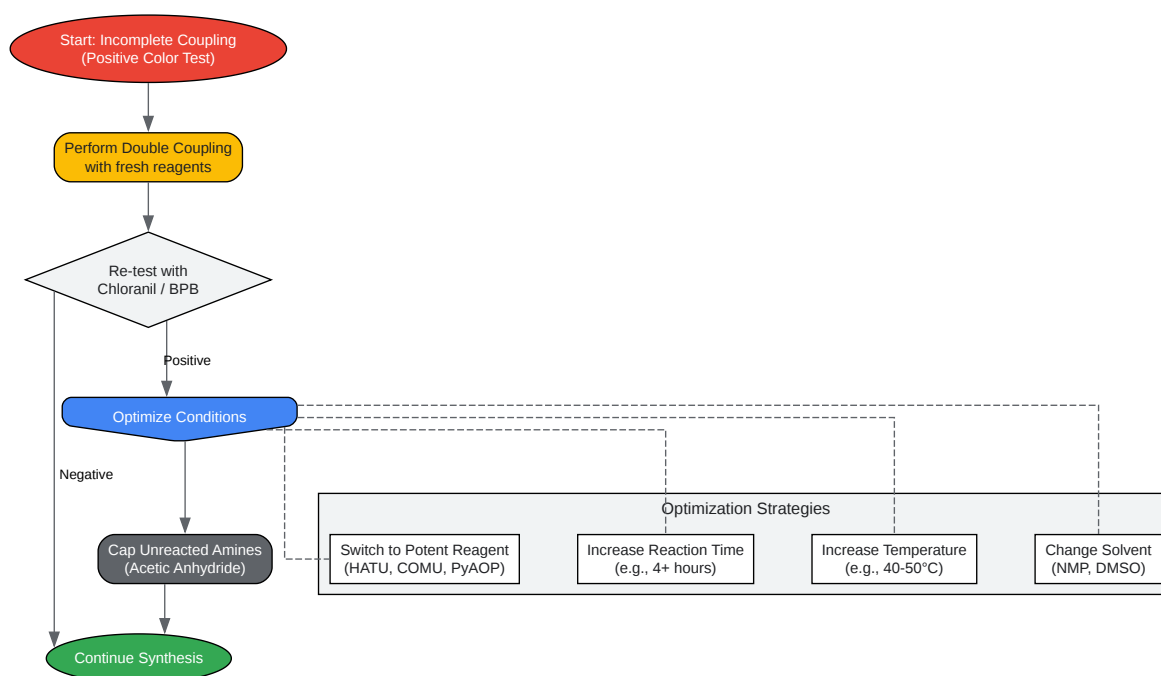 Start: Incomplete Coupling
(Positive Color Test)
Perform Double Coupling
with fresh reagents
Re-test with
Chloranil / BPB
Positive
Optimize Conditions
Negative
Optimization Strategies
Cap Unreacted Amines
(Acetic Anhydride)
Switch to Potent Reagent
(HATU, COMU, PyAOP)
Increase Reaction Time
(e.g., 4+ hours)
Increase Temperature
(e.g., 40-50°C)
Change Solvent
(NMP, DMSO)
Continue Synthesis